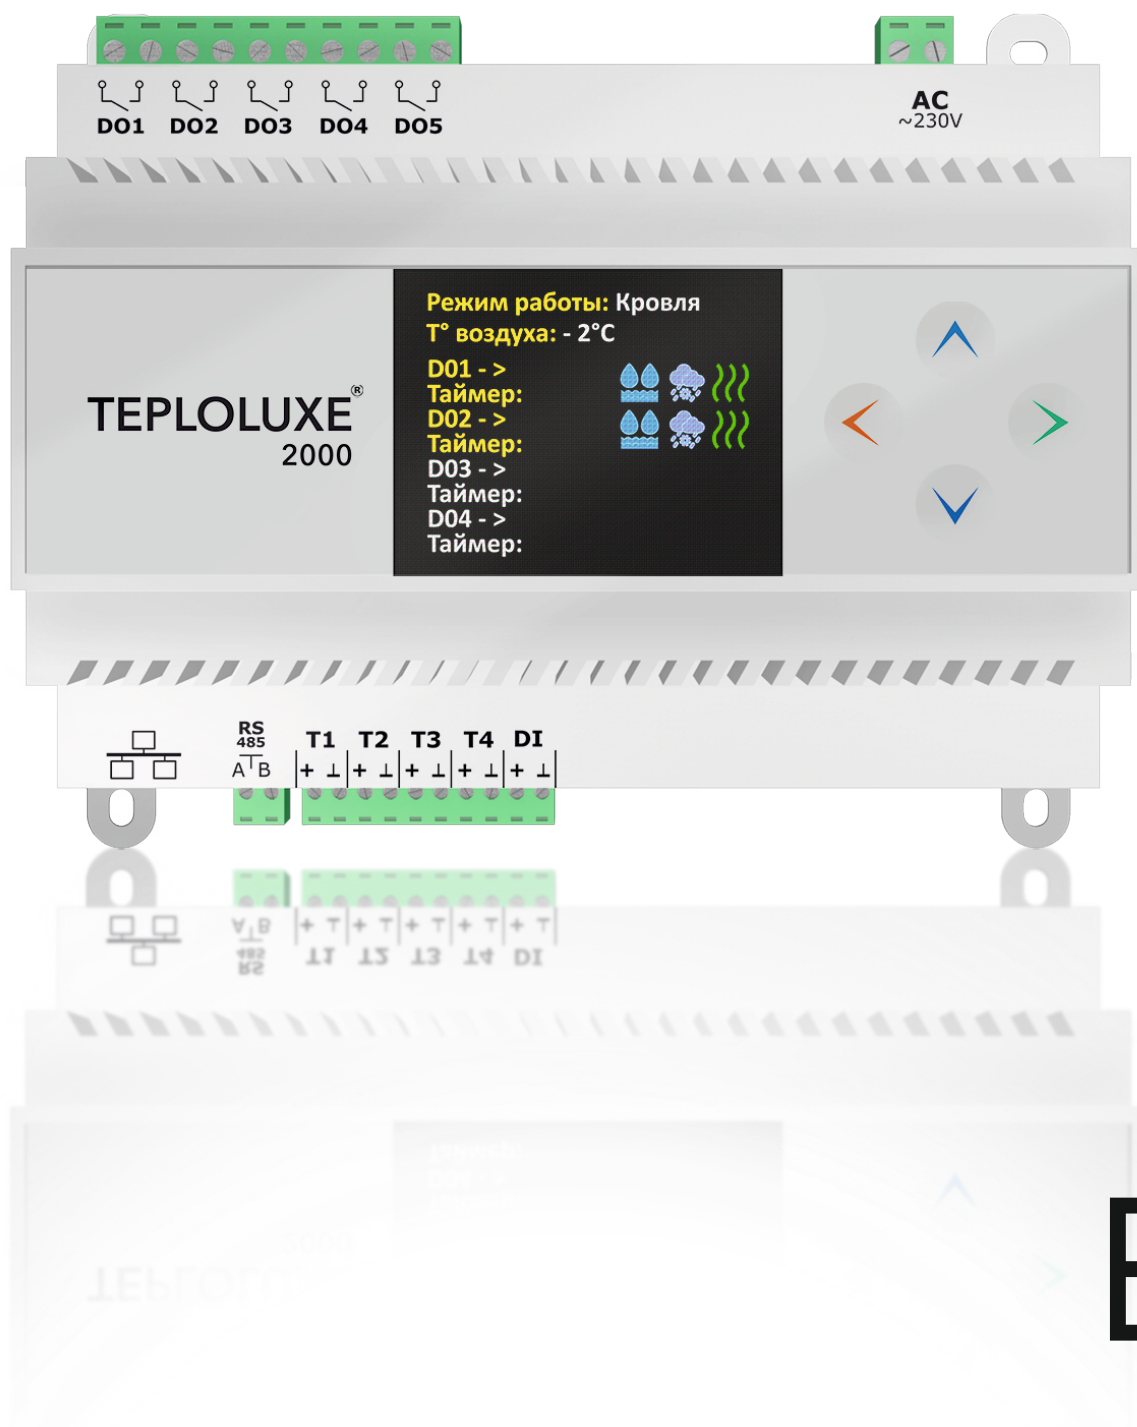 DO1 DO2 DO3 DO4 DO5
AC
~230V
TEPLOLUXE®
2000
Режим работы: Кровля
T° воздуха: - 2°C
D01 - >
Таймер:
D02 - >
Таймер:
D03 - >
Таймер:
D04 - >
Таймер:
RS
485
A B
T1 T2 T3 T4 DI
+ ⊥ + ⊥ + ⊥ + ⊥ + ⊥